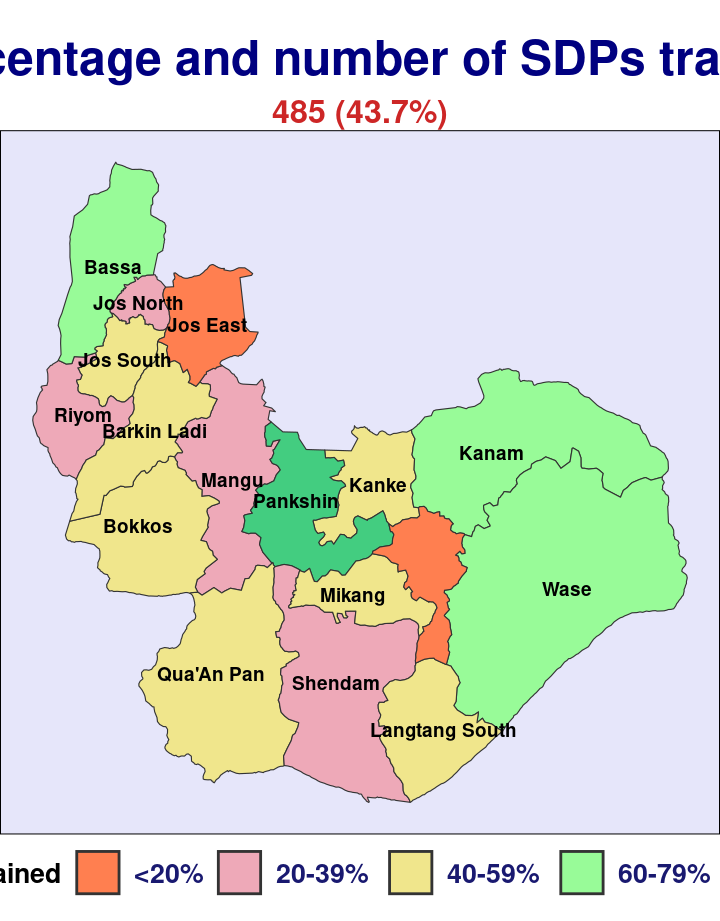 centage and number of SDPs tra
485 (43.7%)
Bassa
Jos North
Jos East
Jos South
Riyom
Barkin Ladi
Kanam
Mangu
Kanke
Pankshin
Bokkos
Wase
Mikang
Qua'An Pan
Shendam
Langtang South
ained <20% 20-39% 40-59% 60-79%